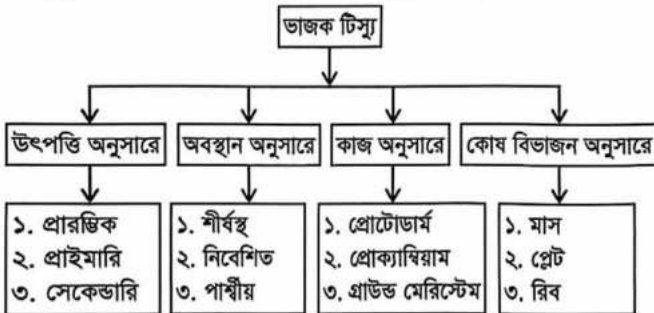 ভাজক টিস্যু
উৎপত্তি অনুসারে
অবস্থান অনুসারে
কাজ অনুসারে
কোষ বিভাজন অনুসারে
১. প্রারম্ভিক
২. প্রাইমারি
৩. সেকেন্ডারি
১. শীর্ষস্থ
২. নিবেশিত
৩. পার্শ্বীয়
১. প্রোটোডার্ম
২. প্রোক্যাম্বিয়াম
৩. গ্রাউন্ড মেরিস্টেম
১. মাস
২. প্লেট
৩. রিব